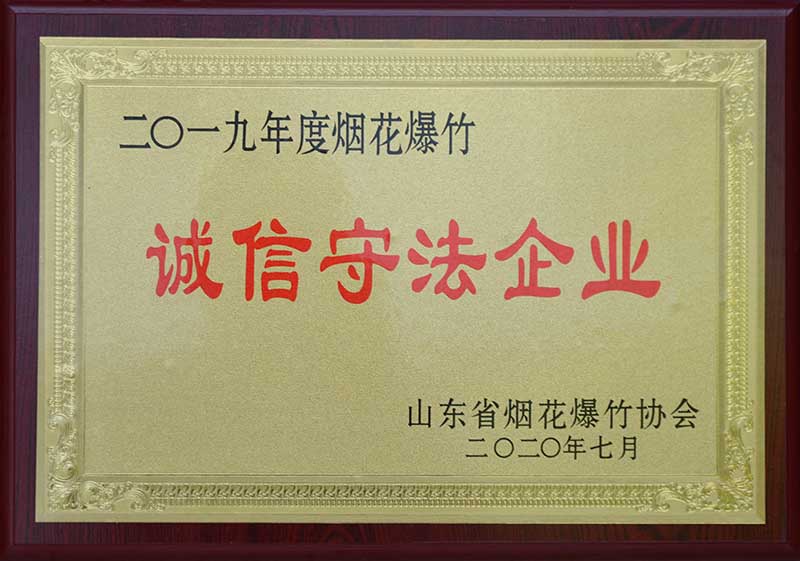 二〇一九年度烟花爆竹
诚信守法企业
山东省烟花爆竹协会
二〇二〇年七月